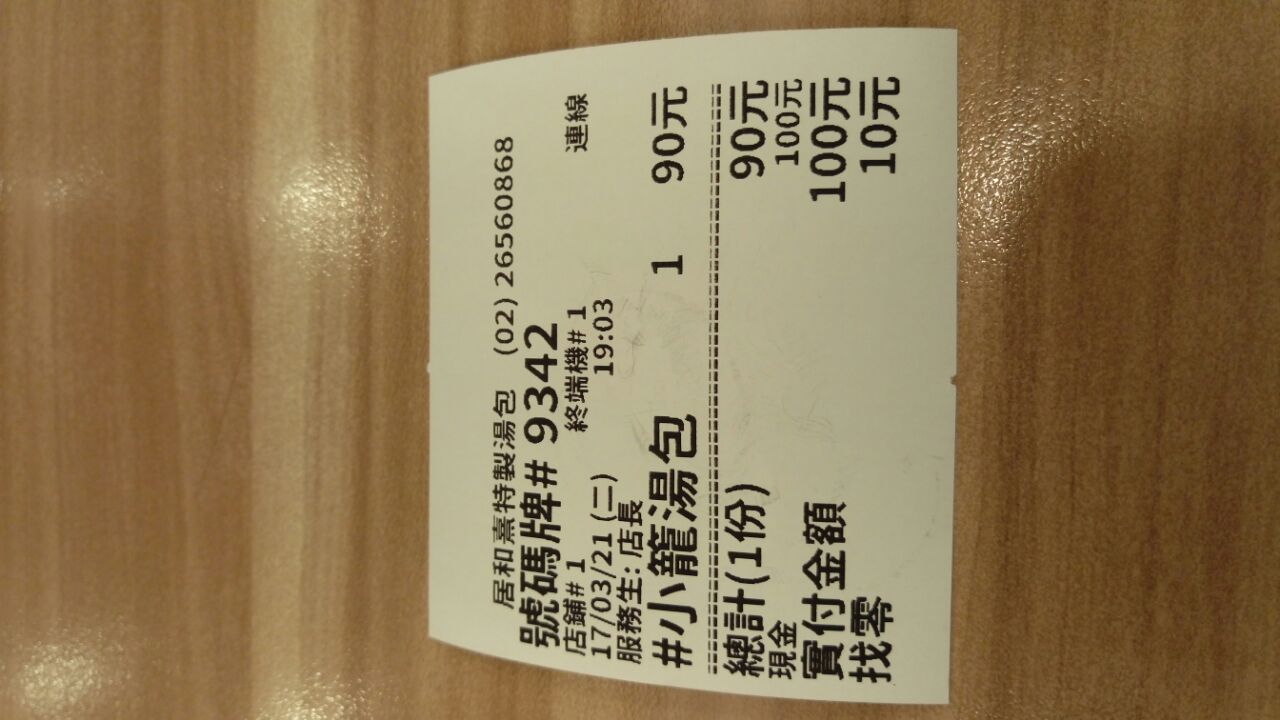 居和熹特製湯包 (02) 26560868
號碼牌# 9342
店鋪# 1 終端機# 1 連線
17/03/21 (二) 19:03
服務生: 店長
#小籠湯包 1 90元
總計(1份) 90元
現金 100元
實付金額 100元
找零 10元